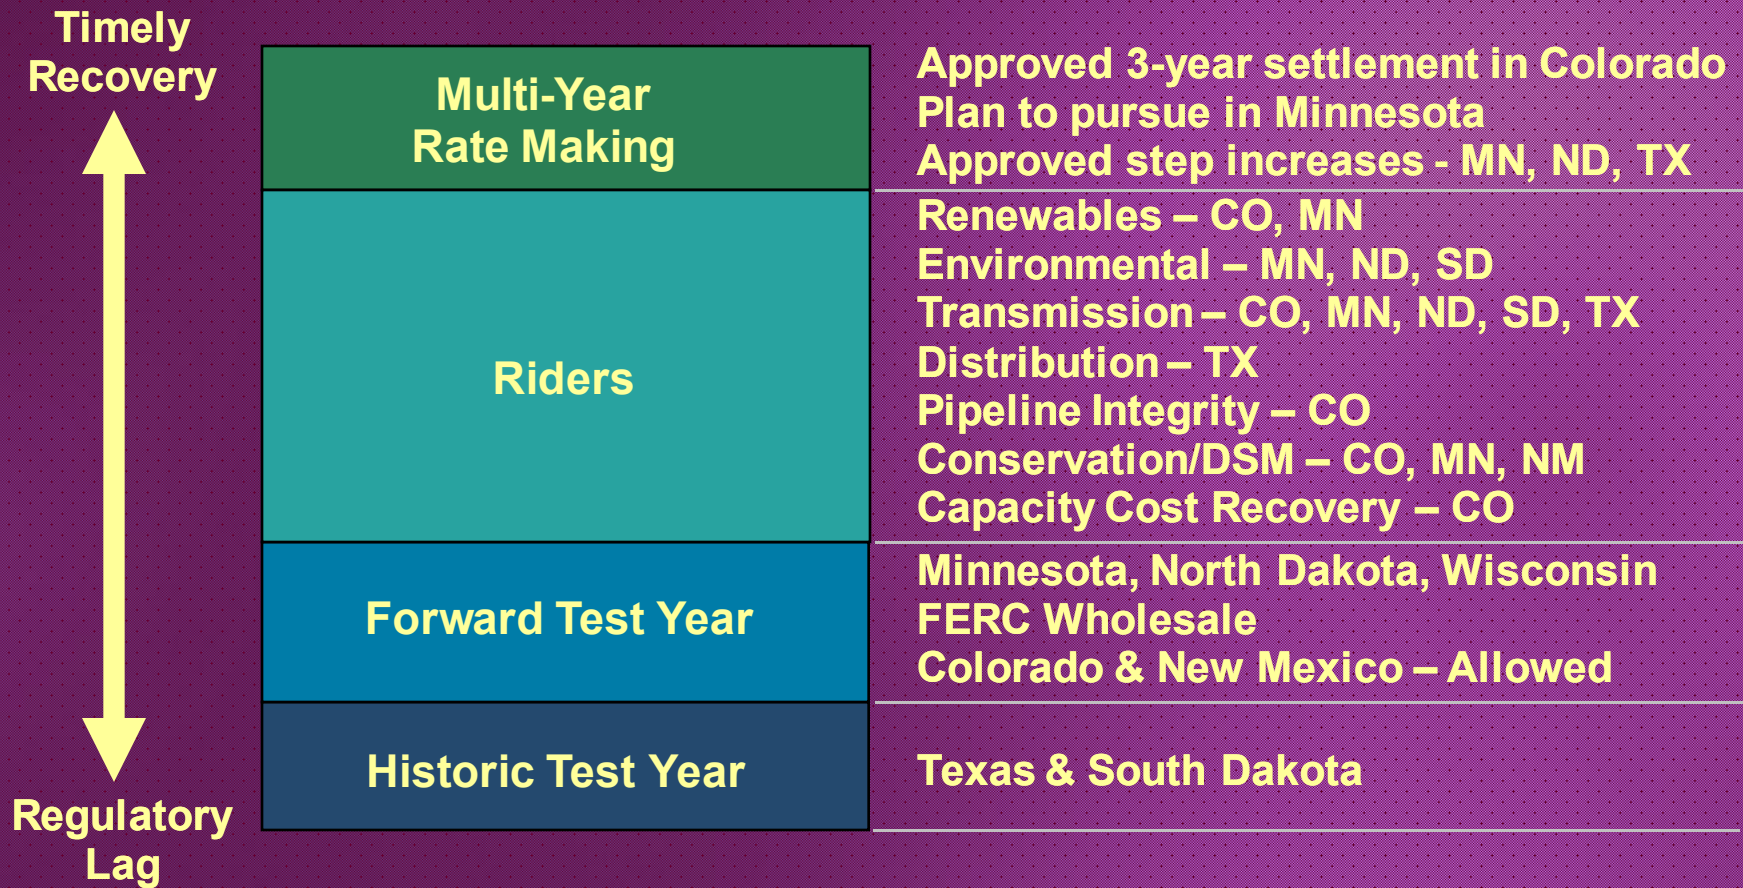 Timely
Recovery
Multi-Year
Rate Making
Approved 3-year settlement in Colorado
Plan to pursue in Minnesota
Approved step increases - MN, ND, TX
Riders
Renewables – CO, MN
Environmental – MN, ND, SD
Transmission – CO, MN, ND, SD, TX
Distribution – TX
Pipeline Integrity – CO
Conservation/DSM – CO, MN, NM
Capacity Cost Recovery – CO
Forward Test Year
Minnesota, North Dakota, Wisconsin
FERC Wholesale
Colorado & New Mexico – Allowed
Historic Test Year
Texas & South Dakota
Regulatory
Lag